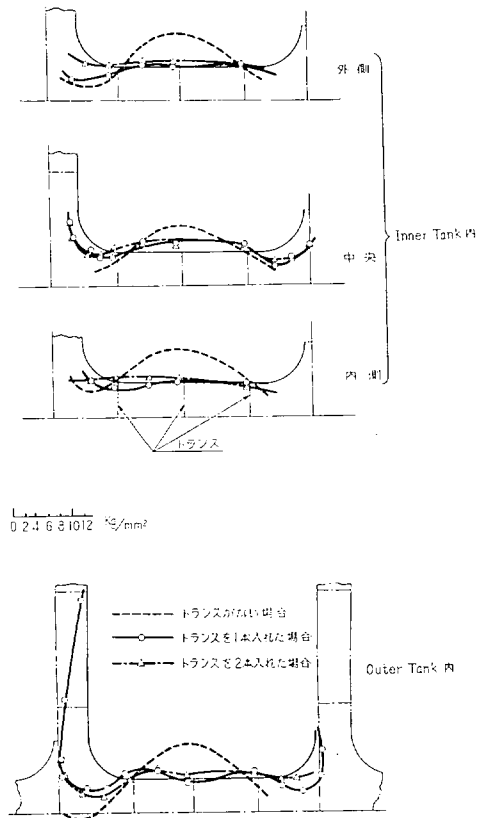 外側
Inner Tank 内
中央
内側
トランス
0 2 4 6 8 10 12 Kg/mm²
トランスがない場合
トランスを1本入れた場合
トランスを2本入れた場合
Outer Tank 内